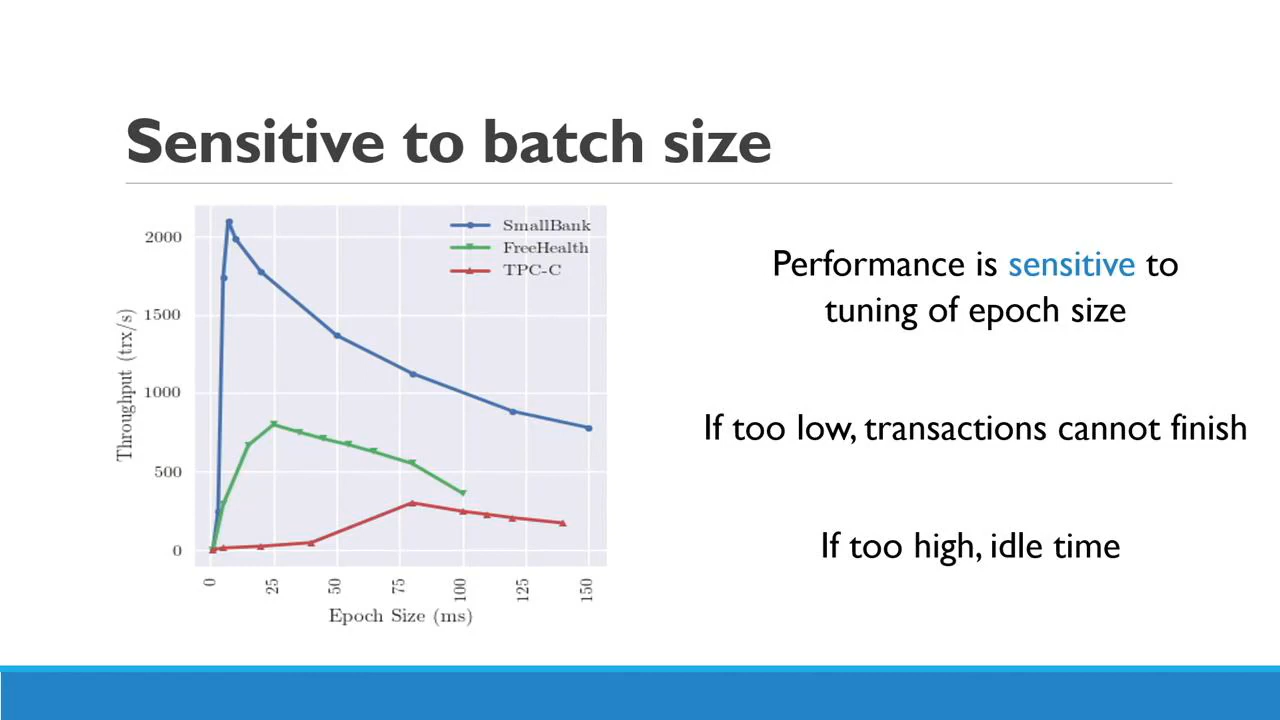 Sensitive to batch size
SmallBank
FreeHealth
TPC-C
2000
1500
1000
500
0
Throughput (trx/s)
0
25
50
75
100
125
150
Epoch Size (ms)
Performance is sensitive to
tuning of epoch size
If too low, transactions cannot finish
If too high, idle time